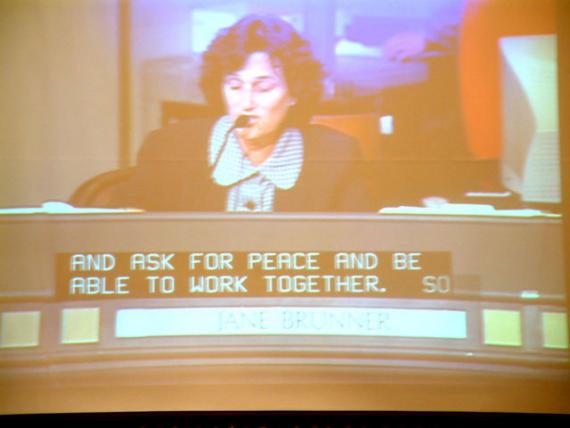 AND ASK FOR PEACE AND BE
ABLE TO WORK TOGETHER. SO
JANE BRUNNER